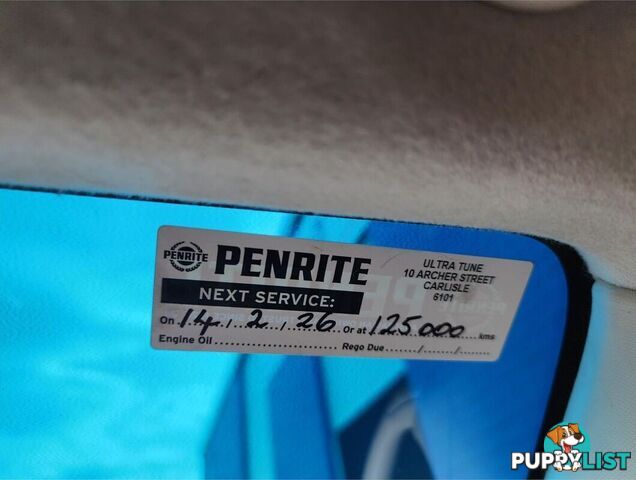 PENRITE PENRITE
ULTRA TUNE
10 ARCHER STREET
CARLISLE
6101
NEXT SERVICE:
On 14 / 2 / 26 Or at 125000 kms
Engine Oil Rego Due / /
PUPPYLIST